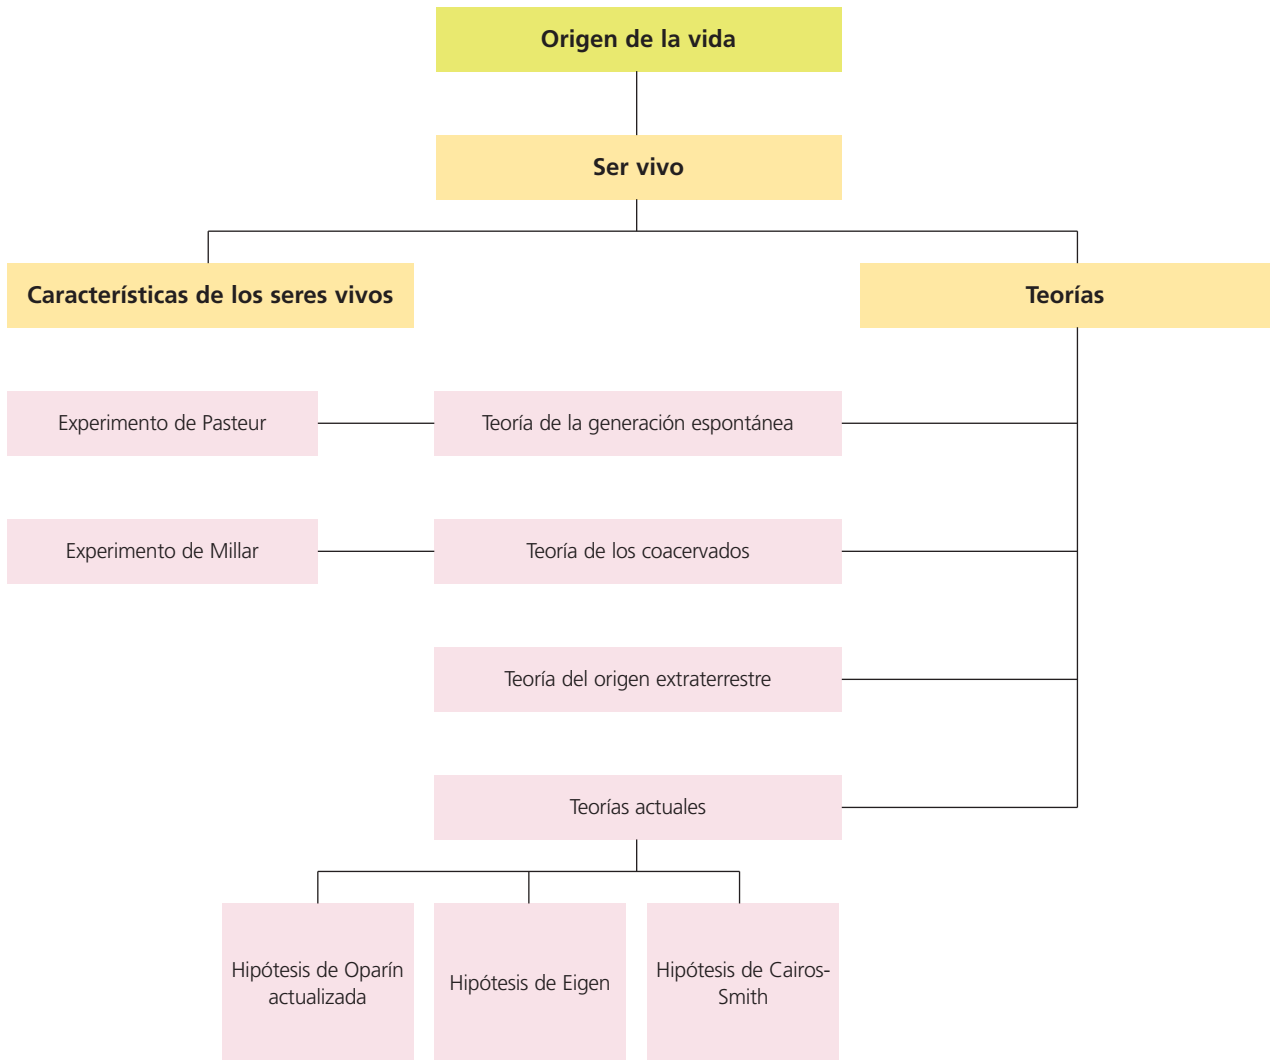 Origen de la vida
Ser vivo
Características de los seres vivos
Teorías
Experimento de Pasteur
Teoría de la generación espontánea
Experimento de Millar
Teoría de los coacervados
Teoría del origen extraterrestre
Teorías actuales
Hipótesis de Oparín
actualizada
Hipótesis de Eigen
Hipótesis de Cairos-
Smith